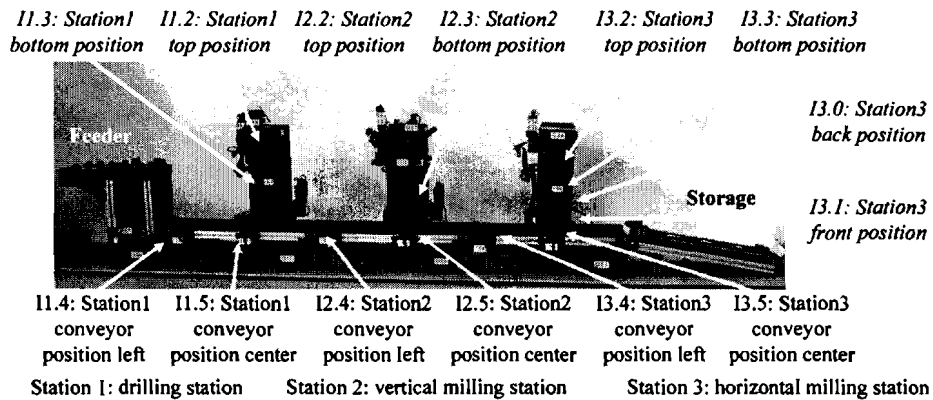 I1.3: Station1 I1.2: Station1 I2.2: Station2 I2.3: Station2 I3.2: Station3 I3.3: Station3
bottom position top position top position bottom position top position bottom position
I3.0: Station3
back position
Feeder
Storage
I3.1: Station3
front position
I1.4: Station1 I1.5: Station1 I2.4: Station2 I2.5: Station2 I3.4: Station3 I3.5: Station3
conveyor conveyor conveyor conveyor conveyor conveyor
position left position center position left position center position left position center
Station 1: drilling station Station 2: vertical milling station Station 3: horizontal milling station